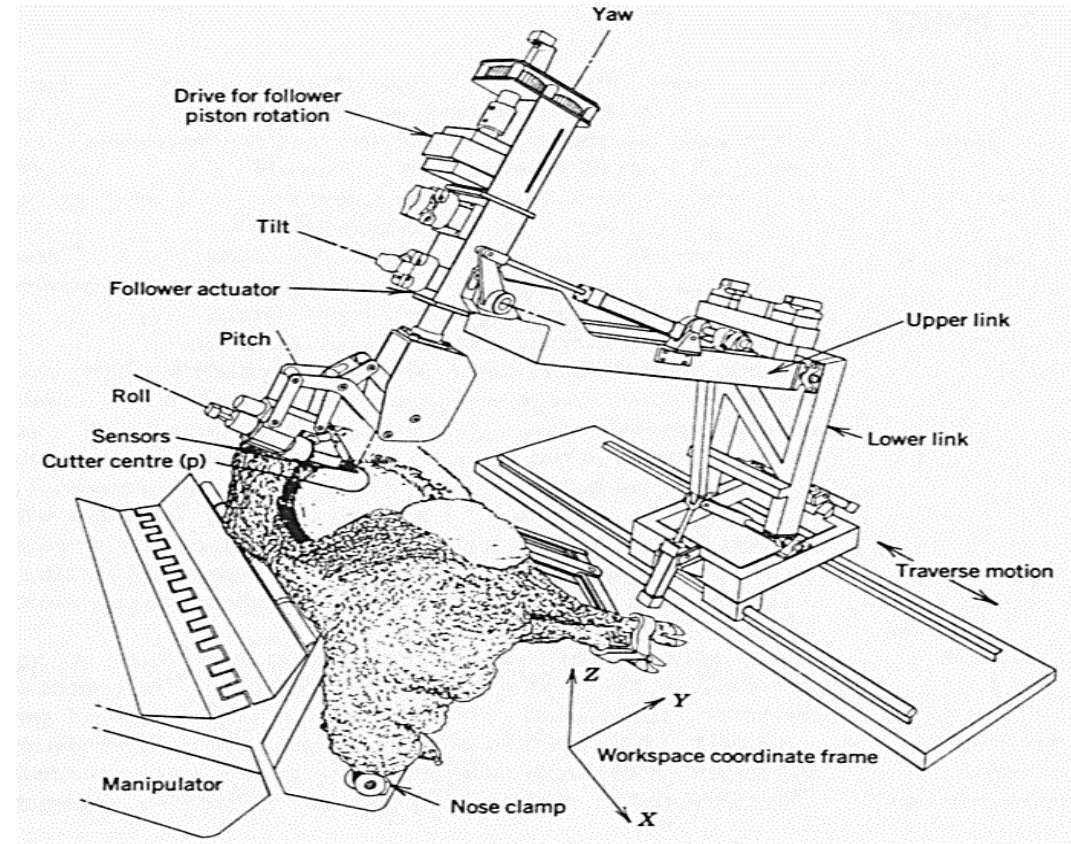 Yaw
Drive for follower
piston rotation
Tilt
Follower actuator
Upper link
Pitch
Roll
Lower link
Sensors
Cutter centre (p)
Traverse motion
Z
Y
Workspace coordinate frame
Manipulator
Nose clamp
X